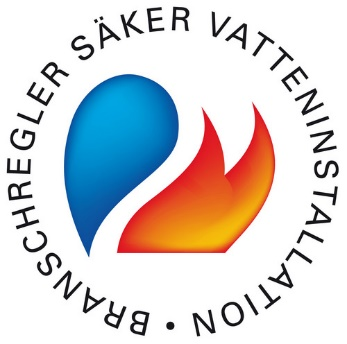 BRANSCHREGLER SÄKER VATTENINSTALLATION •